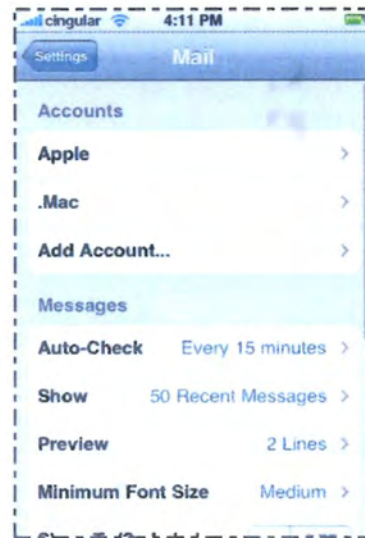 cingular 4:11 PM
Settings Mail
Accounts
Apple
.Mac
Add Account...
Messages
Auto-Check Every 15 minutes
Show 50 Recent Messages
Preview 2 Lines
Minimum Font Size Medium